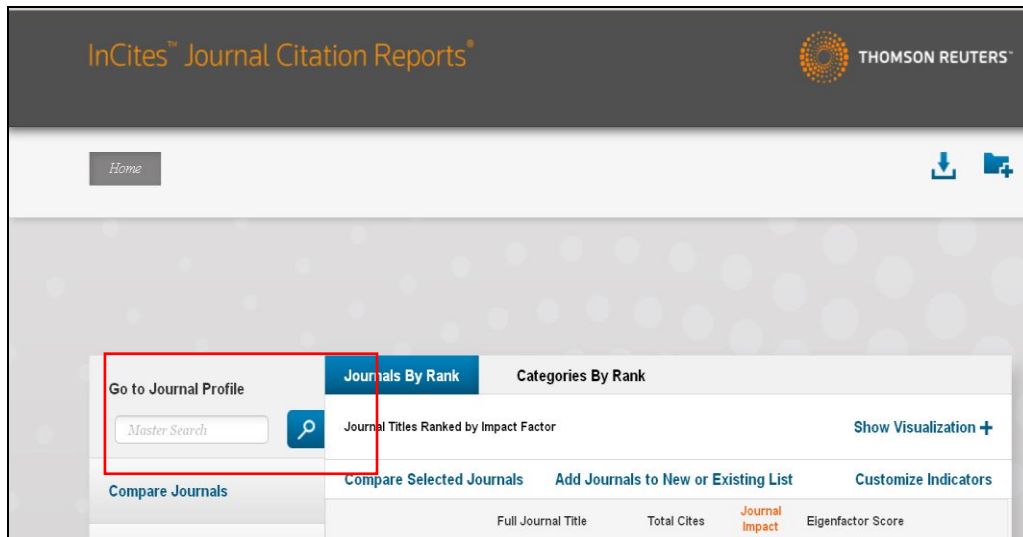 InCites™ Journal Citation Reports®
THOMSON REUTERS™
Home
Go to Journal Profile
Master Search
Compare Journals
Journals By Rank
Categories By Rank
Journal Titles Ranked by Impact Factor
Show Visualization +
Compare Selected Journals
Add Journals to New or Existing List
Customize Indicators
Full Journal Title
Total Cites
Journal
Impact
Eigenfactor Score